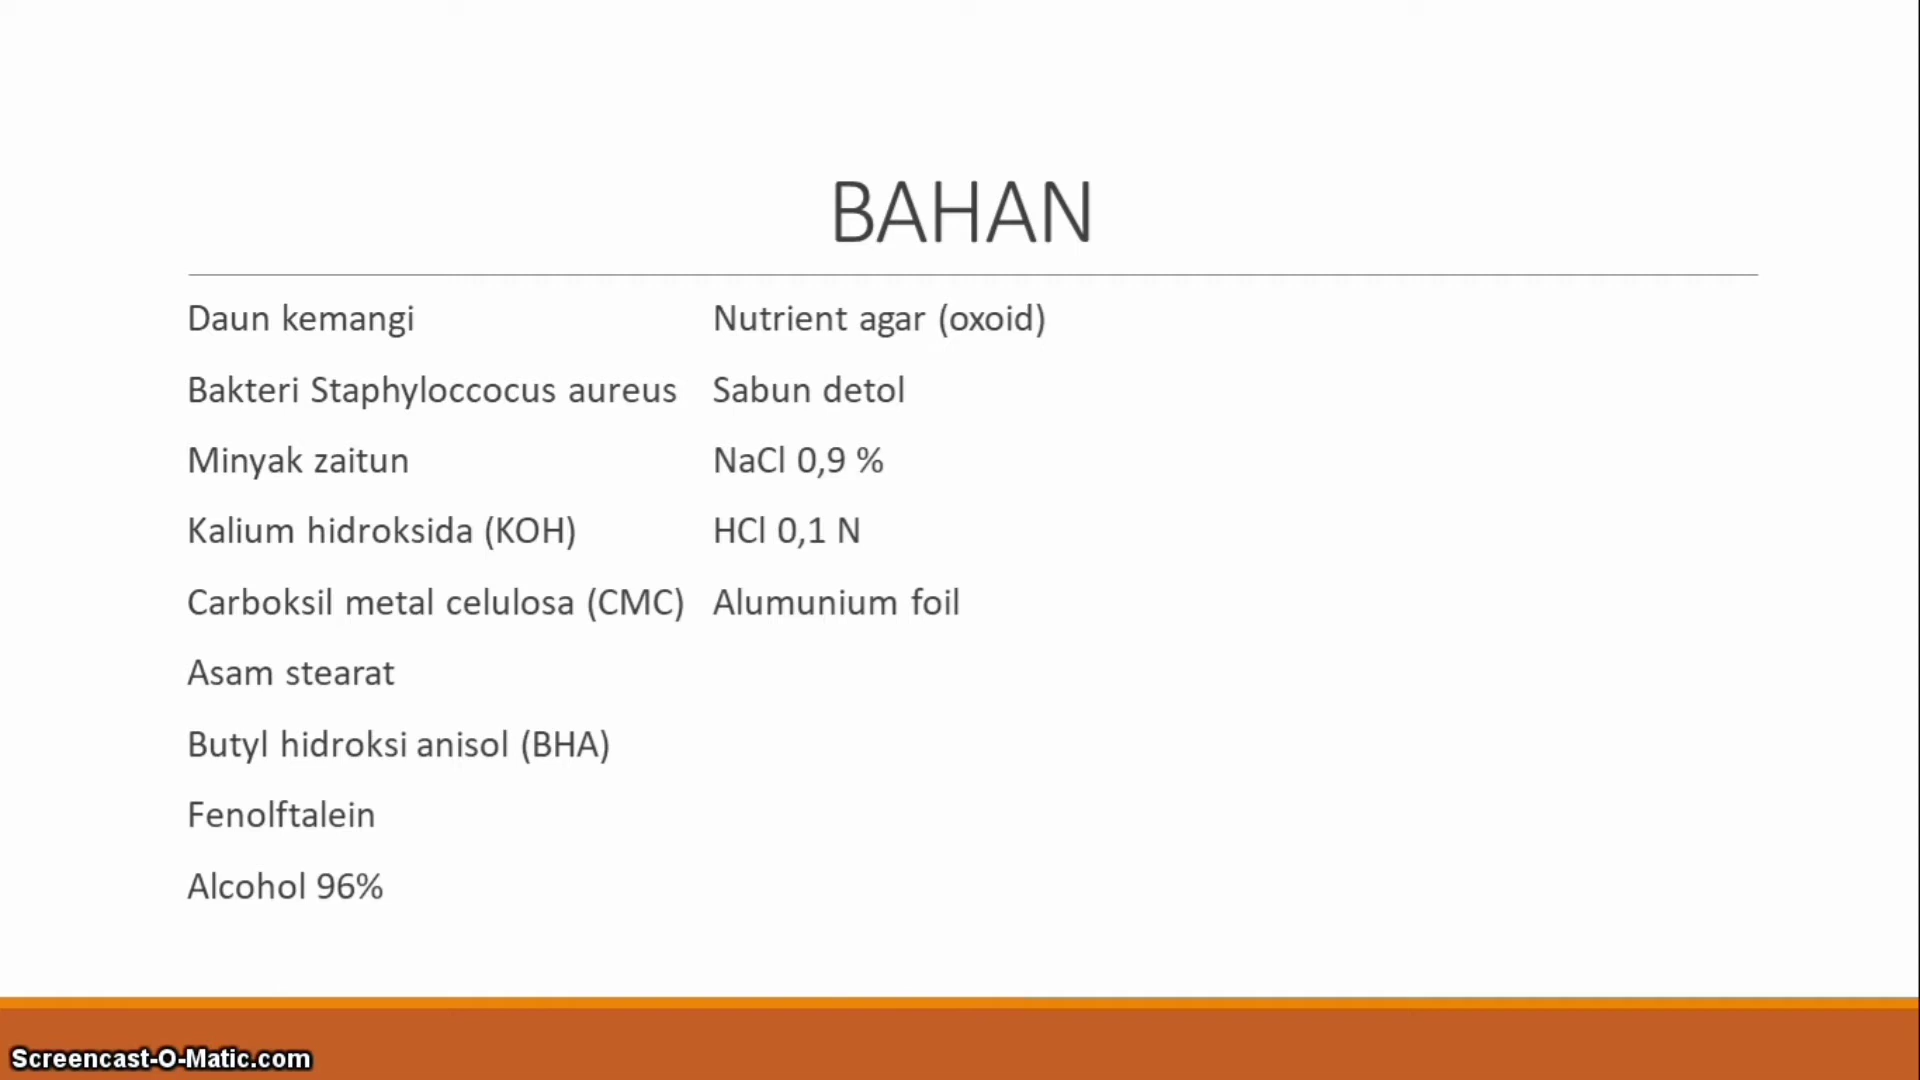 BAHAN
Daun kemangi
Bakteri Staphyloccocus aureus
Minyak zaitun
Kalium hidroksida (KOH)
Carboksil metal celulosa (CMC)
Asam stearat
Butyl hidroksi anisol (BHA)
Fenolftalein
Alcohol 96%
Nutrient agar (oxoid)
Sabun detol
NaCl 0,9 %
HCl 0,1 N
Alumunium foil
Screencast-O-Matic.com